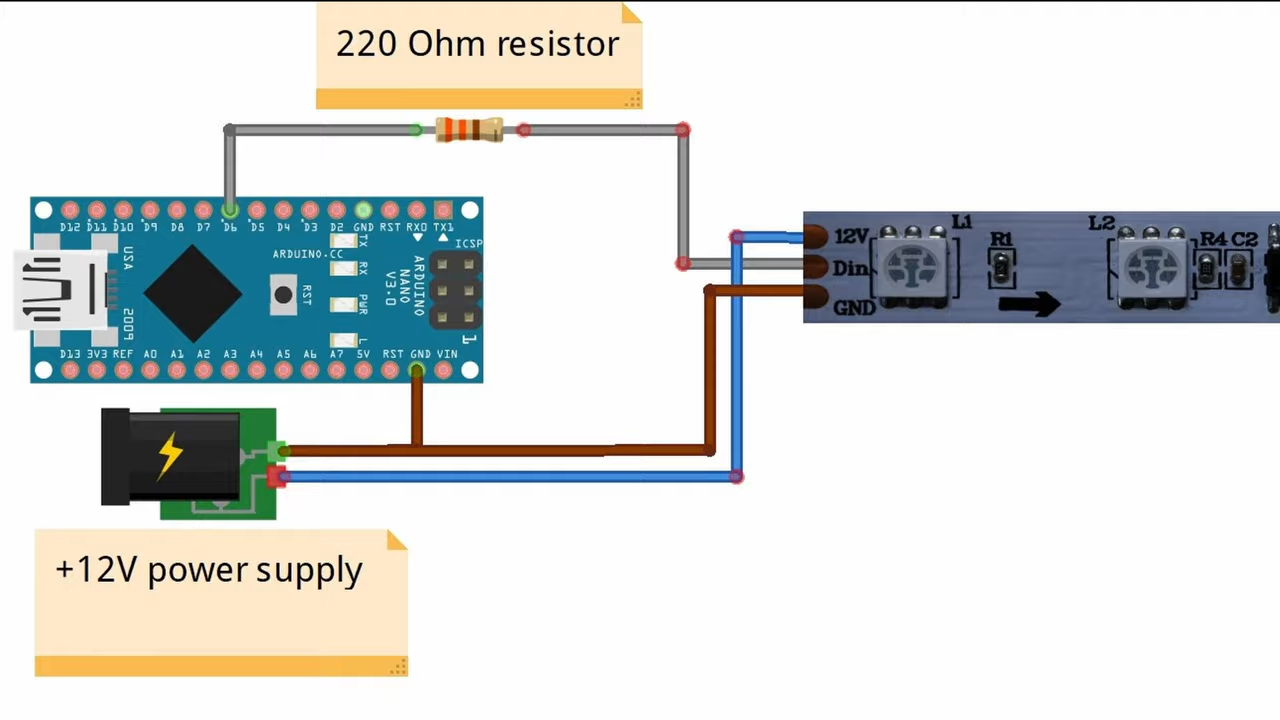 220 Ohm resistor
D12 D11 D10 D9 D8 D7 D6 D5 D4 D3 D2 GND RST RX0 TX1
TX
RX
PWR
L
ARDUINO.CC
RST
ARDUINO
NANO
V3.0
ICSP
1
USA
2009
D13 3V3 REF A0 A1 A2 A3 A4 A5 A6 A7 5V RST GND VIN
12V
Din
GND
L1
R1
L2
R4 C2
+12V power supply